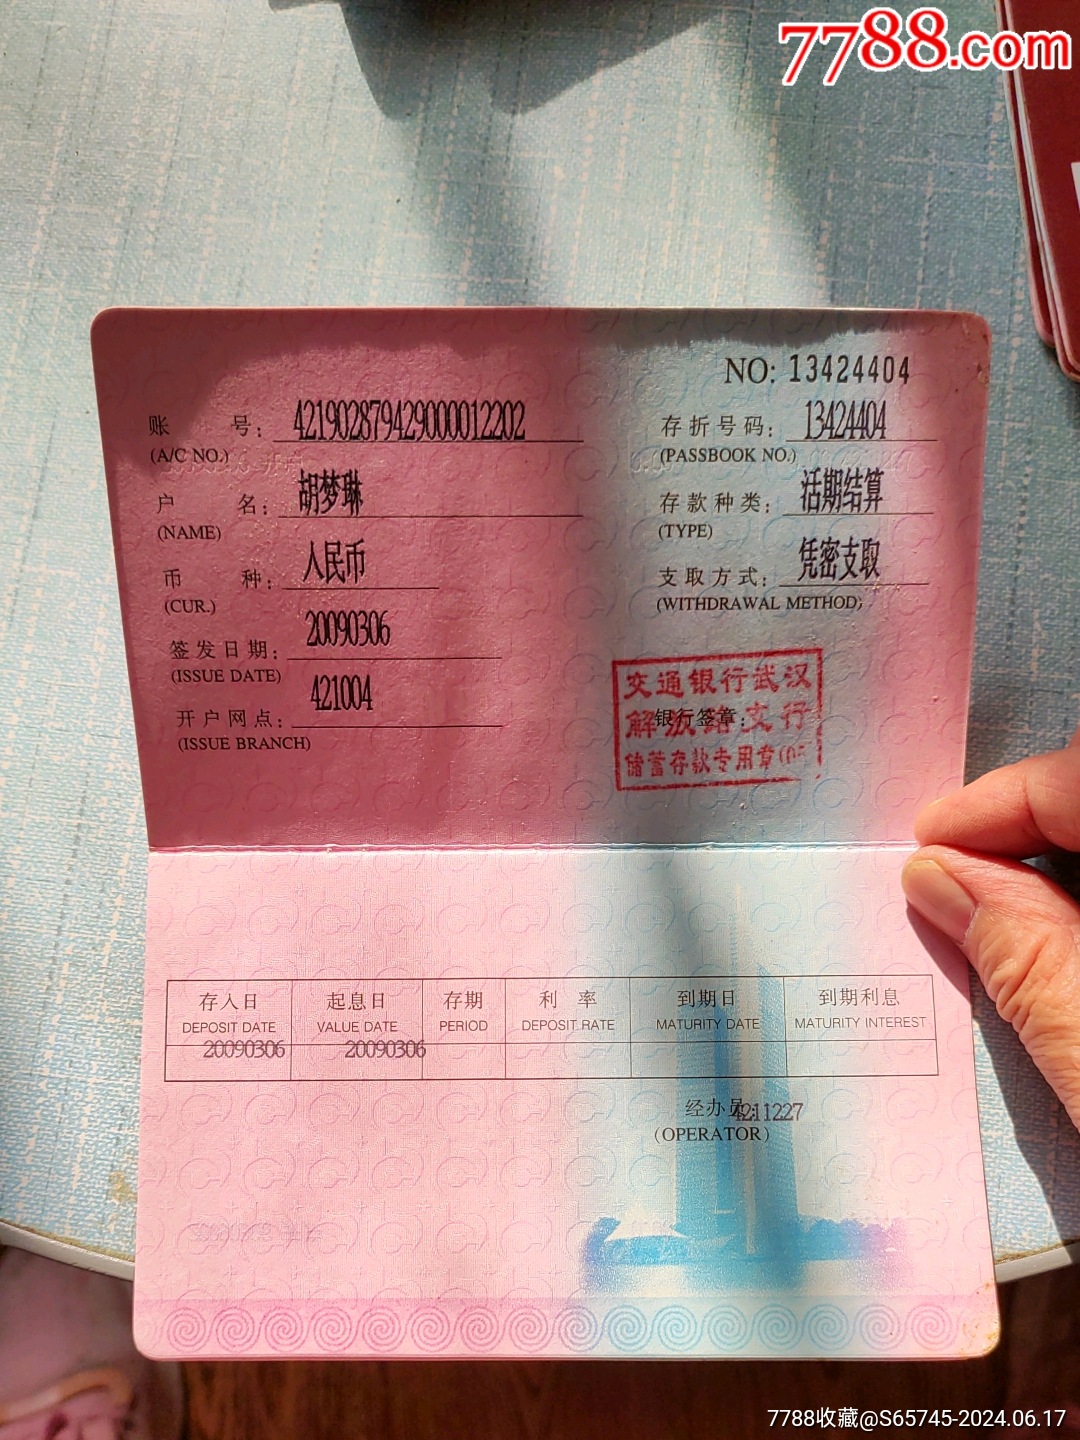 7788.com
NO: 13424404
账 号: 421902879429000012202
(A/C NO.)
户 名: 胡梦琳
(NAME)
币 种: 人民币
(CUR.)
签发日期: 20090306
(ISSUE DATE)
开户网点: 421004
(ISSUE BRANCH)
存折号码: 13424404
(PASSBOOK NO.)
存款种类: 活期结算
(TYPE)
支取方式: 凭密支取
(WITHDRAWAL METHOD)
交通银行武汉
解放路支行
银行签章:
储蓄存款专用章(05
存入日 起息日 存期 利 率 到期日 到期利息
DEPOSIT DATE VALUE DATE PERIOD DEPOSIT RATE MATURITY DATE MATURITY INTEREST
20090306 20090306
经办员: 4211227
(OPERATOR)
7788收藏@S65745-2024.06.17